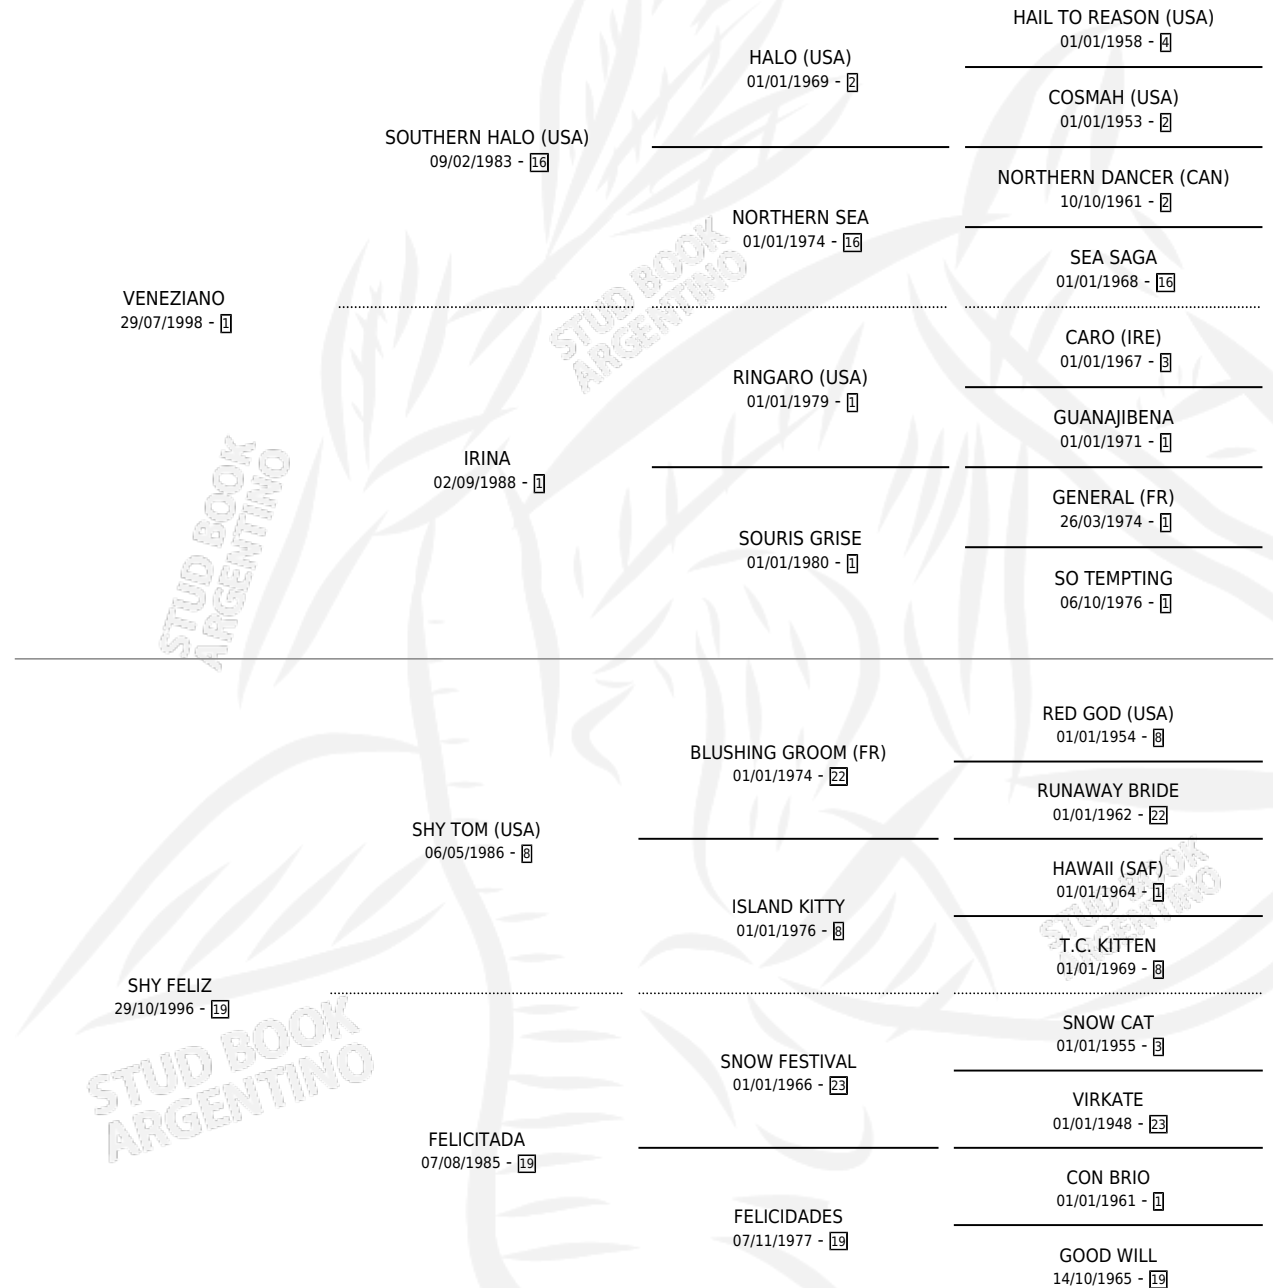 HAIL TO REASON (USA)
01/01/1958 - 4
HALO (USA)
01/01/1969 - 2
COSMAH (USA)
01/01/1953 - 2
SOUTHERN HALO (USA)
09/02/1983 - 16
NORTHERN DANCER (CAN)
10/10/1961 - 2
NORTHERN SEA
01/01/1974 - 16
SEA SAGA
01/01/1968 - 16
VENEZIANO
29/07/1998 - 1
CARO (IRE)
01/01/1967 - 3
RINGARO (USA)
01/01/1979 - 1
GUANAJIBENA
01/01/1971 - 1
IRINA
02/09/1988 - 1
GENERAL (FR)
26/03/1974 - 1
SOURIS GRISE
01/01/1980 - 1
SO TEMPTING
06/10/1976 - 1
STUD BOOK
ARGENTINO
STUD BOOK
ARGENTINO
RED GOD (USA)
01/01/1954 - 8
BLUSHING GROOM (FR)
01/01/1974 - 22
RUNAWAY BRIDE
01/01/1962 - 22
SHY TOM (USA)
06/05/1986 - 8
HAWAII (SAF)
01/01/1964 - 1
ISLAND KITTY
01/01/1976 - 8
T.C. KITTEN
01/01/1969 - 8
STUD BOOK
ARGENTINO
SHY FELIZ
29/10/1996 - 19
SNOW CAT
01/01/1955 - 3
SNOW FESTIVAL
01/01/1966 - 23
VIRKATE
01/01/1948 - 23
FELICITADA
07/08/1985 - 19
CON BRIO
01/01/1961 - 1
FELICIDADES
07/11/1977 - 19
GOOD WILL
14/10/1965 - 19
STUD BOOK
ARGENTINO